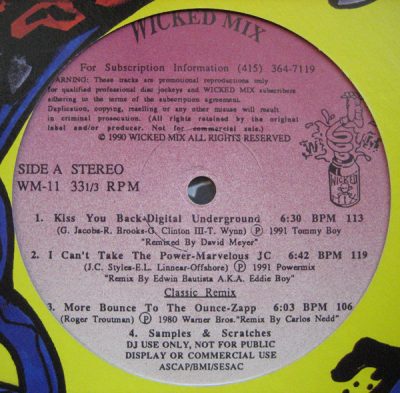 WICKED MIX
For Subscription Information (415) 364-7119
WARNING: These tracks are promotional reproductions only
for qualified professional disc jockeys and WICKED MIX subscribers
adhering to the terms of the subscription agreement.
Duplication, copying, reselling or any other misuse will result
in criminal prosecution. (All rights retained by the original
label and/or producer. Not for commercial sale.)
© 1990 WICKED MIX ALL RIGHTS RESERVED
SIDE A STEREO
WM-11 33 1/3 RPM
WICKED
MIX
1. Kiss You Back-Digital Underground 6:30 BPM 113
(G. Jacobs-R. Brooks-G. Clinton III-T. Wynn) ℗ 1991 Tommy Boy
"Remixed By David Meyer"
2. I Can't Take The Power-Marvelous JC 6:42 BPM 119
(J.C. Styles-E.L. Linnear-Offshore) ℗ 1991 Powermix
"Remix By Edwin Bautista A.K.A. Eddie Boy"
Classic Remix
3. More Bounce To The Ounce-Zapp 6:03 BPM 106
(Roger Troutman) ℗ 1980 Warner Bros."Remix By Carlos Nedd"
4. Samples & Scratches
DJ USE ONLY, NOT FOR PUBLIC
DISPLAY OR COMMERCIAL USE
ASCAP/BMI/SESAC